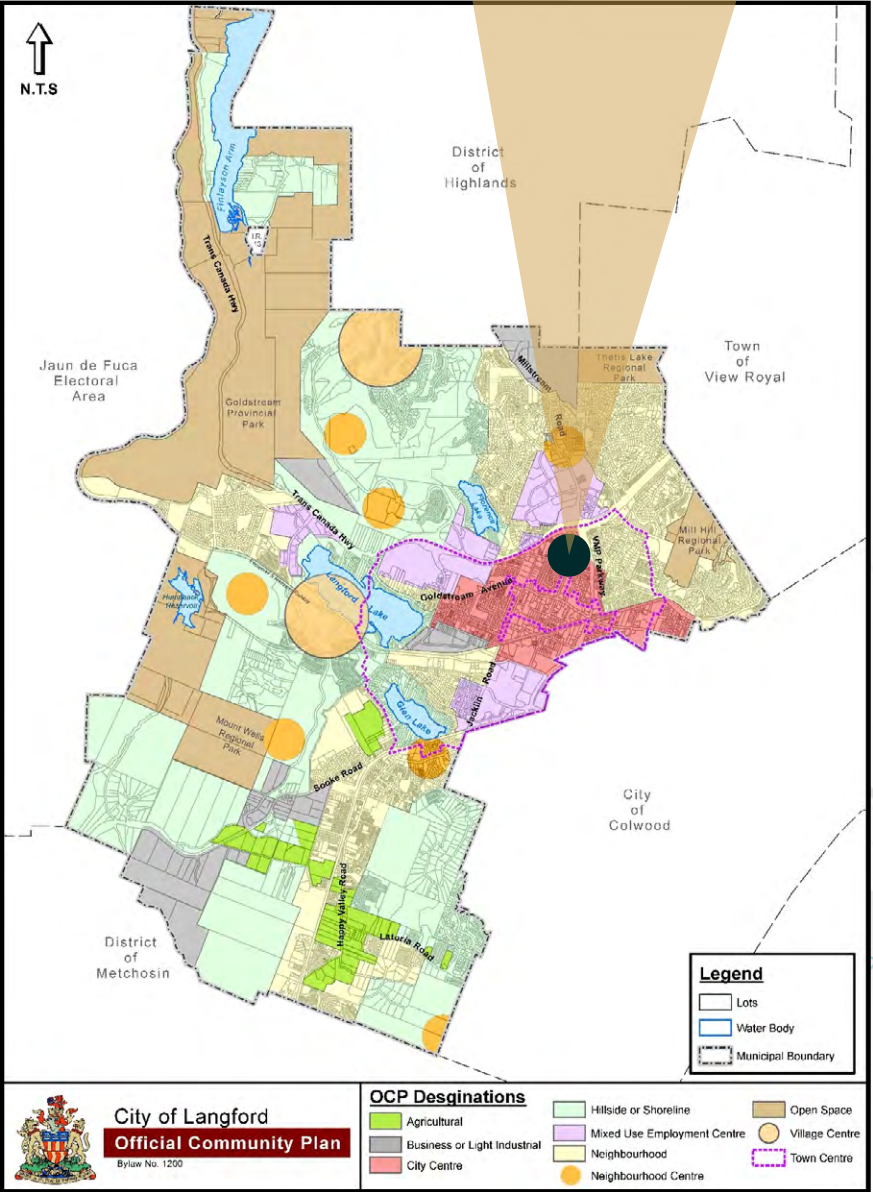 N.T.S
District
of
Highlands
Finlayson Arm
I.R.
Trans Canada Hwy
Jaun de Fuca
Electoral
Area
Goldstream
Provincial
Park
Millstream
Road
Thetis Lake
Regional
Park
Town
of
View Royal
Trans Canada Hwy
Florence
Lake
Mill Hill
Regional
Park
VMP Parkway
Goldstream Avenue
Langford
Lake
Humpback
Reservoir
Jacklin Road
Glen Lake
Mount Wells
Regional
Park
Sooke Road
City
of
Colwood
Happy Valley Road
Latoria Road
District
of
Metchosin
Legend
Lots
Water Body
Municipal Boundary
City of Langford
Official Community Plan
Bylaw No. 1200
OCP Desginations
Agricultural
Business or Light Industrial
City Centre
Hillside or Shoreline
Mixed Use Employment Centre
Neighbourhood
Neighbourhood Centre
Open Space
Village Centre
Town Centre